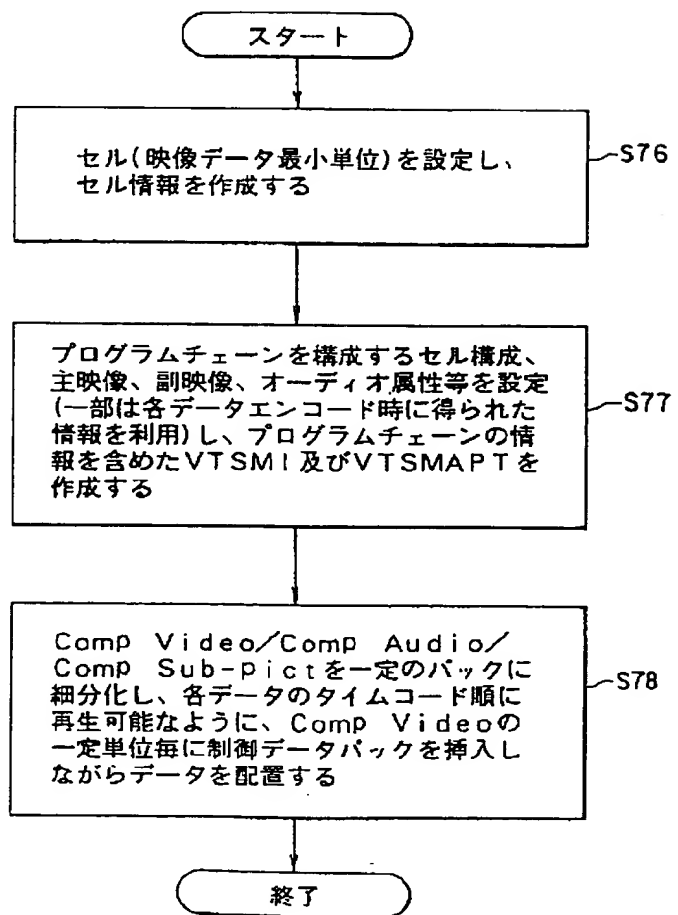 スタート
セル(映像データ最小単位)を設定し、
セル情報を作成する
S76
プログラムチェーンを構成するセル構成、
主映像、副映像、オーディオ属性等を設定
(一部は各データエンコード時に得られた
情報を利用)し、プログラムチェーンの情
報を含めたVTSMI及びVTSMAPTを
作成する
S77
Comp Video/Comp Audio/
Comp Sub-pictを一定のパックに
細分化し、各データのタイムコード順に
再生可能なように、Comp Videoの
一定単位毎に制御データパックを挿入し
ながらデータを配置する
S78
終了